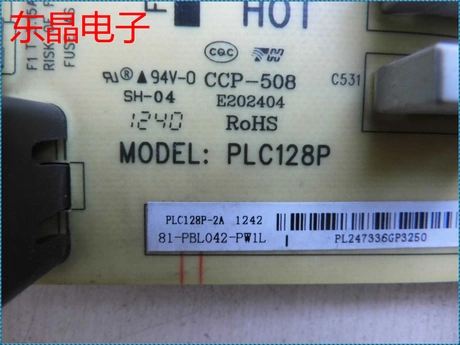 东晶电子
HOT
F1
CQC
94V-0 CCP-508
C531
SH-04 E202404
1240 RoHS
MODEL: PLC128P
PLC128P-2A 1242
81-PBL042-PW1L
PL247336GP3250